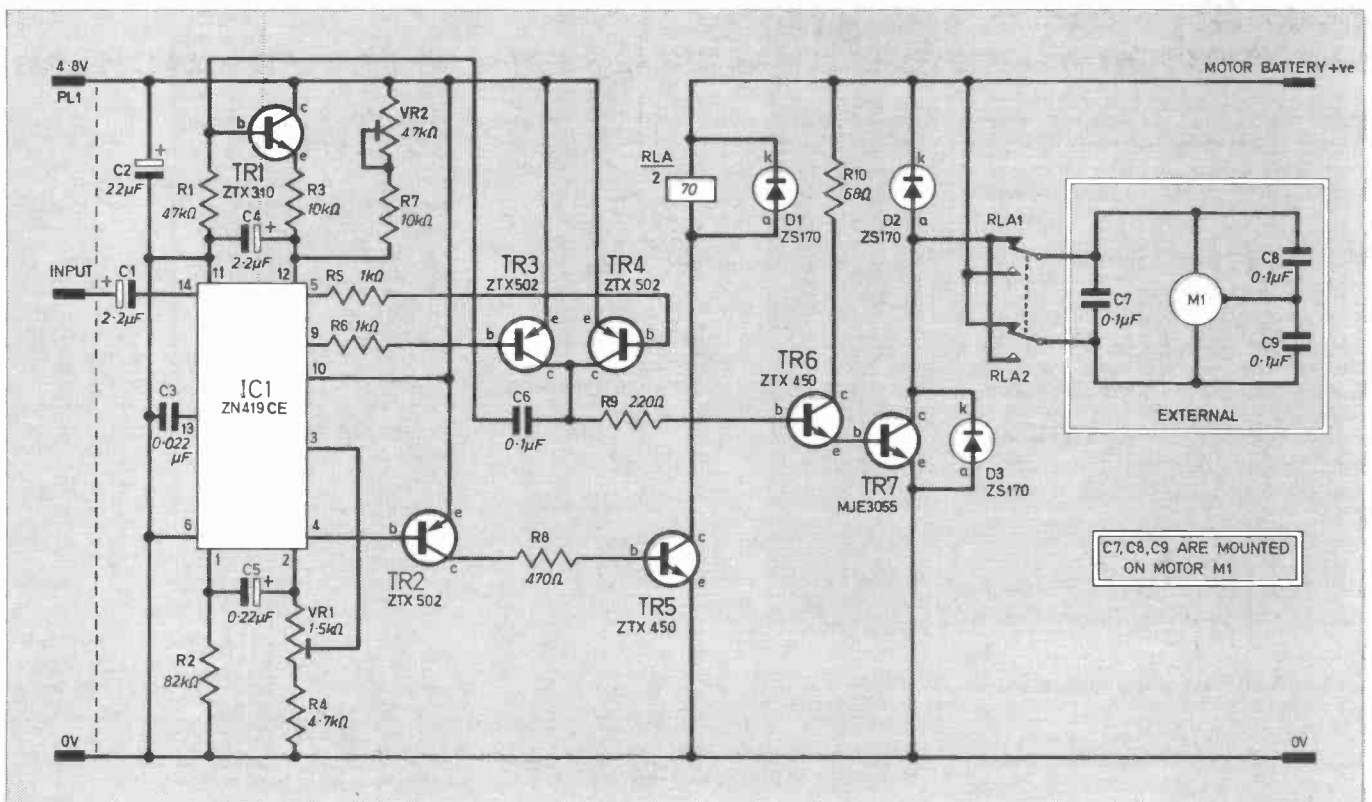 4·8V
PL1
MOTOR BATTERY +ve
C2
22µF
+
b
c
e
TR1
ZTX 310
VR2
47kΩ
R1
47kΩ
R3
10kΩ
R7
10kΩ
C4
+
2·2µF
INPUT
+
C1
2·2µF
11
12
14
5
9
10
13
3
6
4
1
2
IC1
ZN419CE
C3
0·022
µF
R5
1kΩ
R6
1kΩ
TR3
ZTX502
b
e
c
TR4
ZTX 502
e
b
c
C6
0·1µF
R9
220Ω
RLA
2
70
k
a
D1
ZS170
R10
68Ω
k
a
D2
ZS170
RLA1
RLA2
C7
0·1µF
M1
C8
0·1µF
C9
0·1µF
EXTERNAL
TR6
ZTX 450
b
c
e
b
c
e
TR7
MJE3055
k
a
D3
ZS170
b
e
c
TR2
ZTX 502
R8
470Ω
b
c
e
TR5
ZTX 450
C5
+
0·22µF
VR1
1·5kΩ
R2
82kΩ
R4
4·7kΩ
C7,C8,C9 ARE MOUNTED
ON MOTOR M1
0V
0V